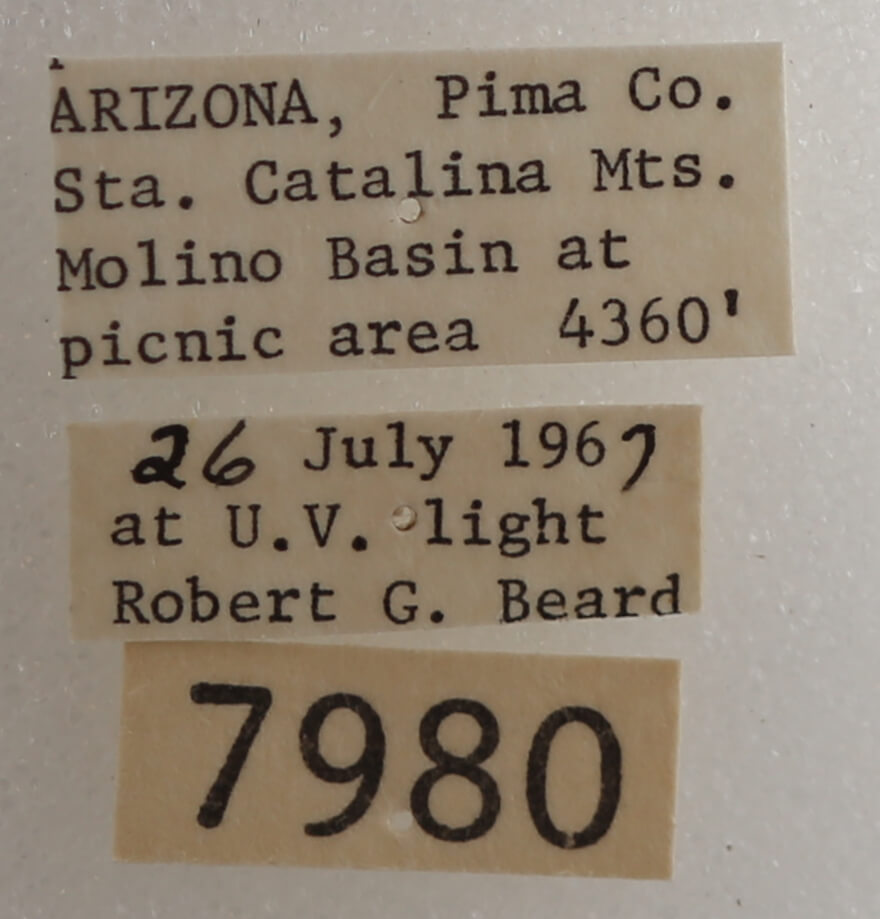 ARIZONA, Pima Co.
Sta. Catalina Mts.
Molino Basin at
picnic area 4360'
26 July 1967
at U.V. light
Robert G. Beard
7980